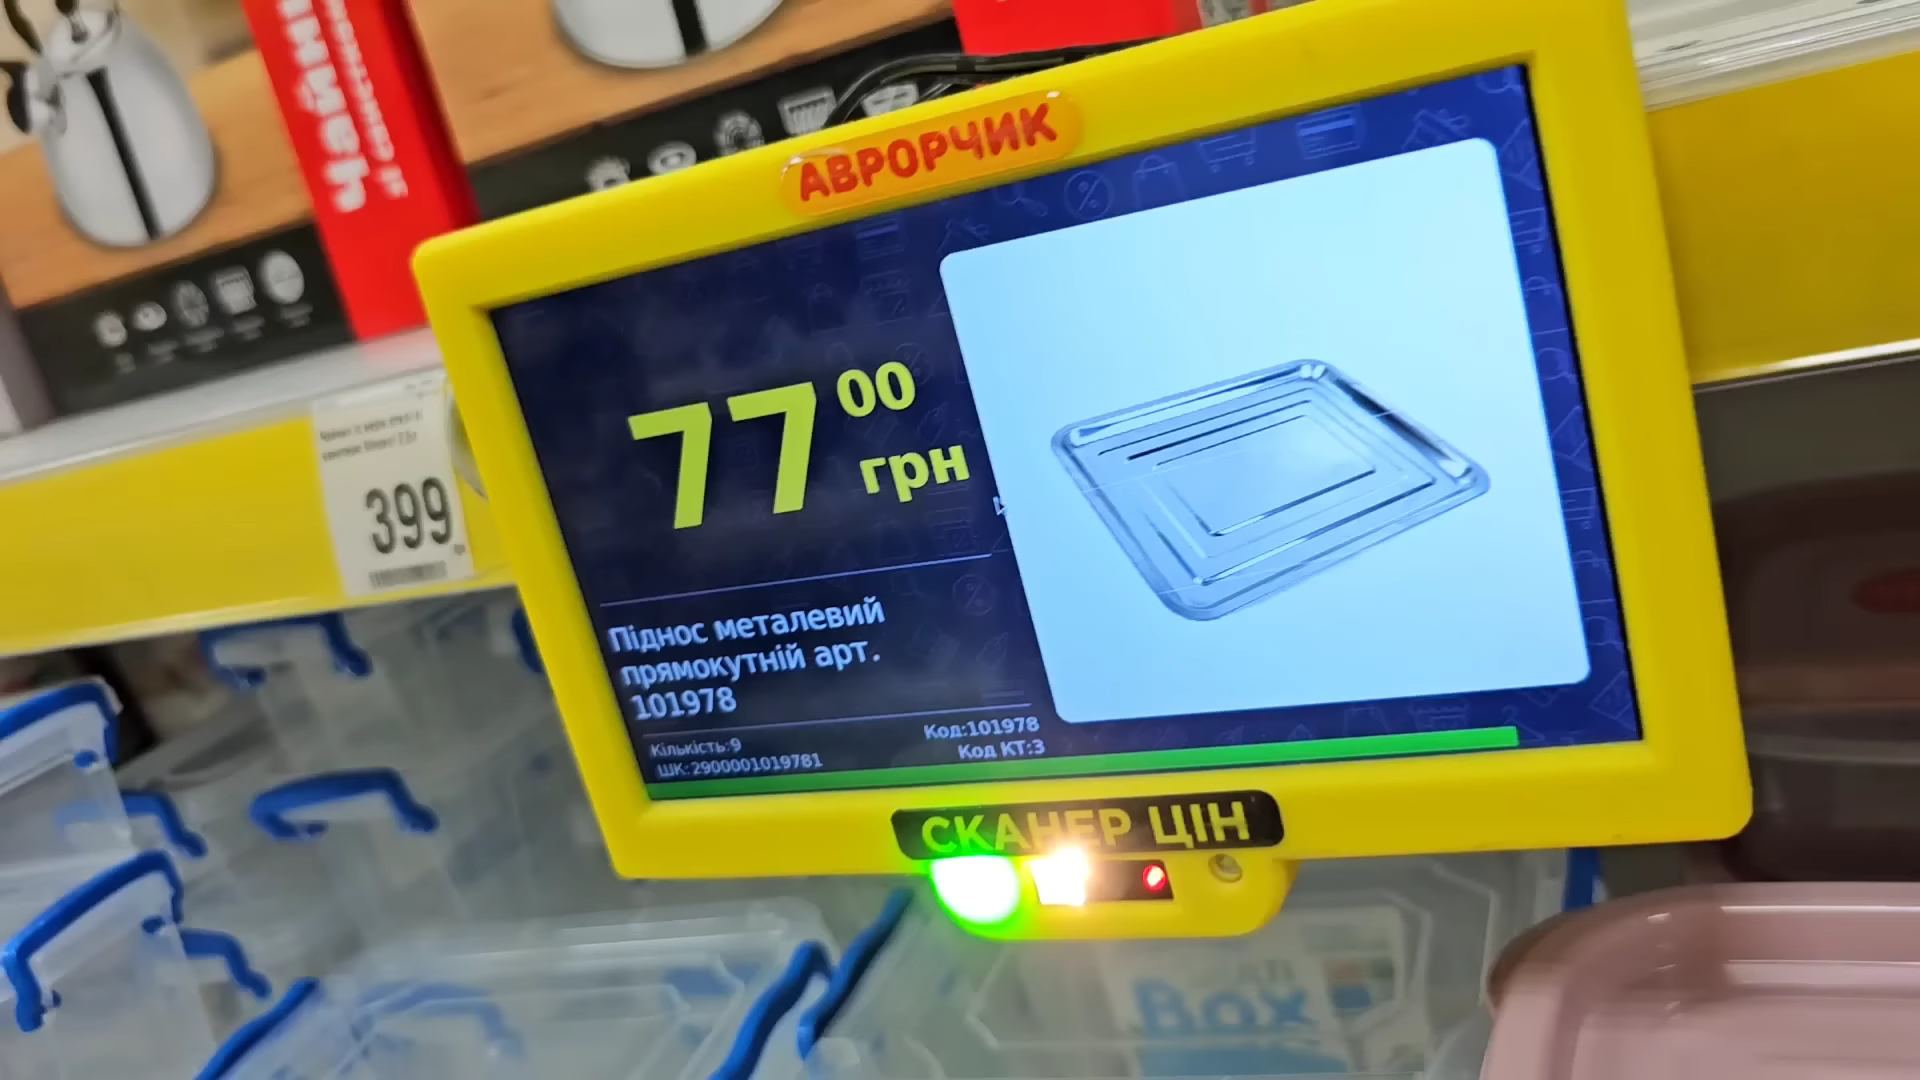 чайник
АВРОРЧИК
77 00
грн
399
Піднос металевий
прямокутній арт.
101978
Кількість:9
Код:101978
ШК:2900001019781
Код КТ:3
СКАНЕР ЦІН
Box